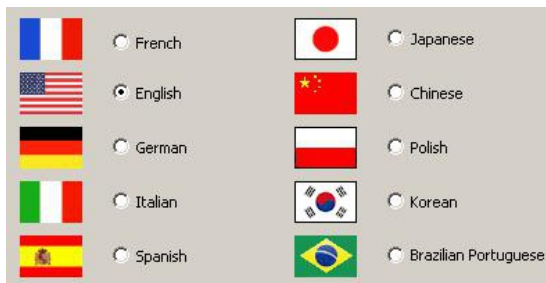 French
English
German
Italian
Spanish
Japanese
Chinese
Polish
Korean
Brazilian Portuguese